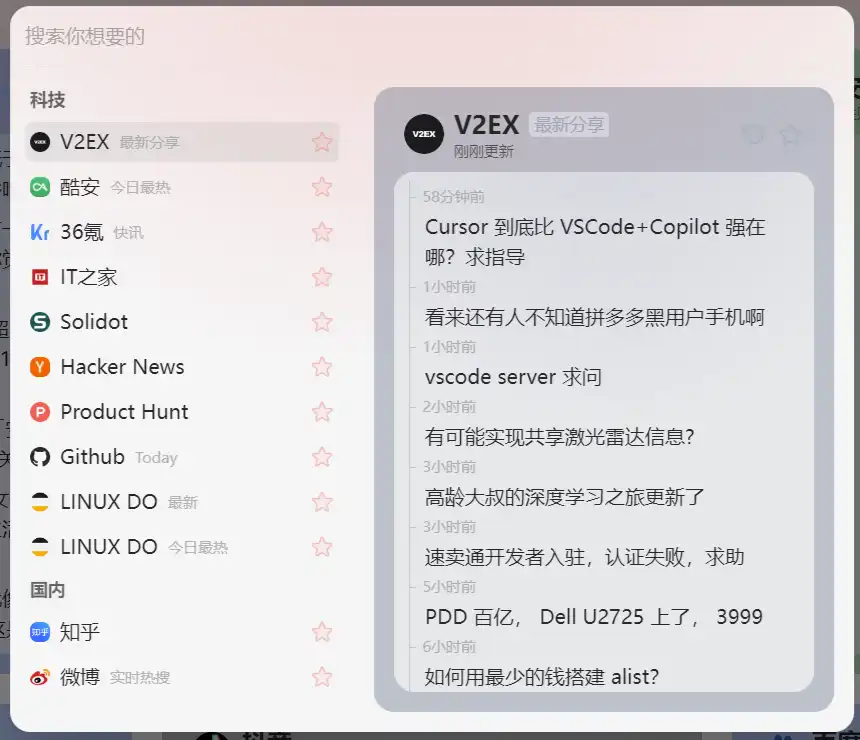 搜索你想要的
科技
V2EX 最新分享
酷安 今日最热
36氪 快讯
IT之家
Solidot
Hacker News
Product Hunt
Github Today
LINUX DO 最新
LINUX DO 今日最热
国内
知乎
微博 实时热搜
V2EX
V2EX 最新分享
刚刚更新
58分钟前
Cursor 到底比 VSCode+Copilot 强在
哪？求指导
1小时前
看来还有人不知道拼多多黑用户手机啊
1小时前
vscode server 求问
2小时前
有可能实现共享激光雷达信息？
3小时前
高龄大叔的深度学习之旅更新了
3小时前
速卖通开发者入驻，认证失败，求助
5小时前
PDD 百亿， Dell U2725 上了， 3999
6小时前
如何用最少的钱搭建 alist？